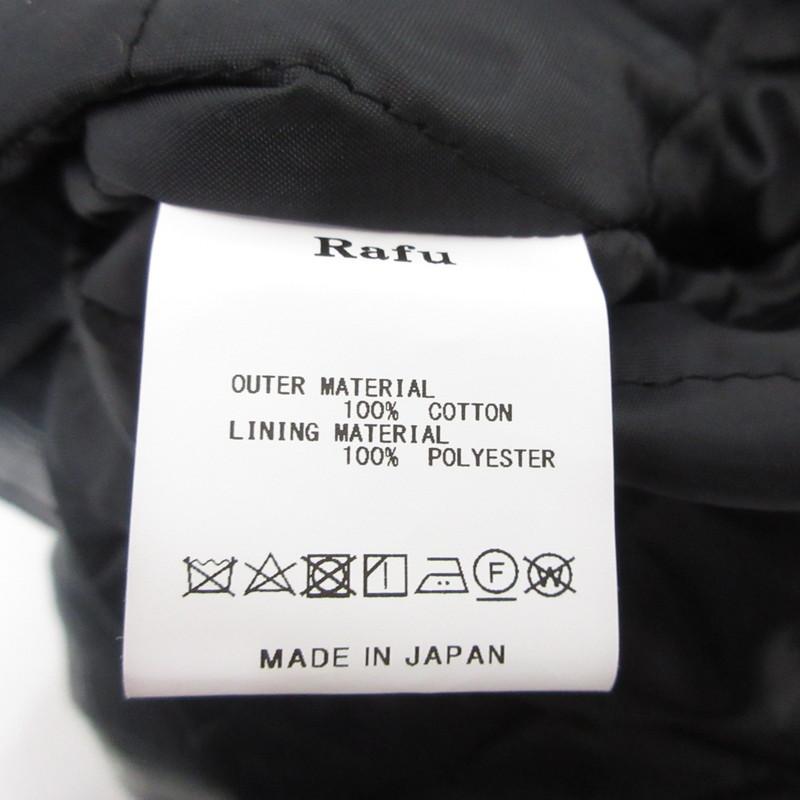 Rafu
OUTER MATERIAL
100% COTTON
LINING MATERIAL
100% POLYESTER
F W
MADE IN JAPAN